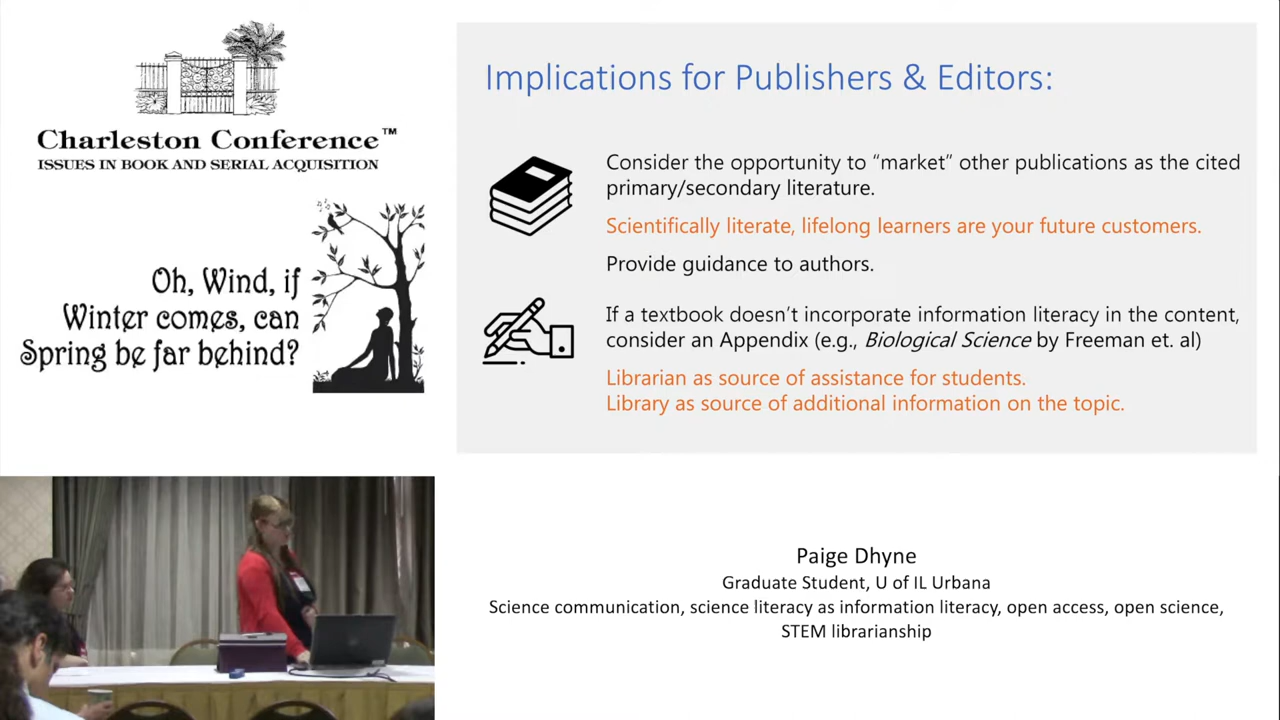 Charleston Conference™
ISSUES IN BOOK AND SERIAL ACQUISITION
Oh, Wind, if
Winter comes, can
Spring be far behind?
Implications for Publishers & Editors:
Consider the opportunity to “market” other publications as the cited
primary/secondary literature.
Scientifically literate, lifelong learners are your future customers.
Provide guidance to authors.
If a textbook doesn’t incorporate information literacy in the content,
consider an Appendix (e.g., Biological Science by Freeman et. al)
Librarian as source of assistance for students.
Library as source of additional information on the topic.
Paige Dhyne
Graduate Student, U of IL Urbana
Science communication, science literacy as information literacy, open access, open science,
STEM librarianship